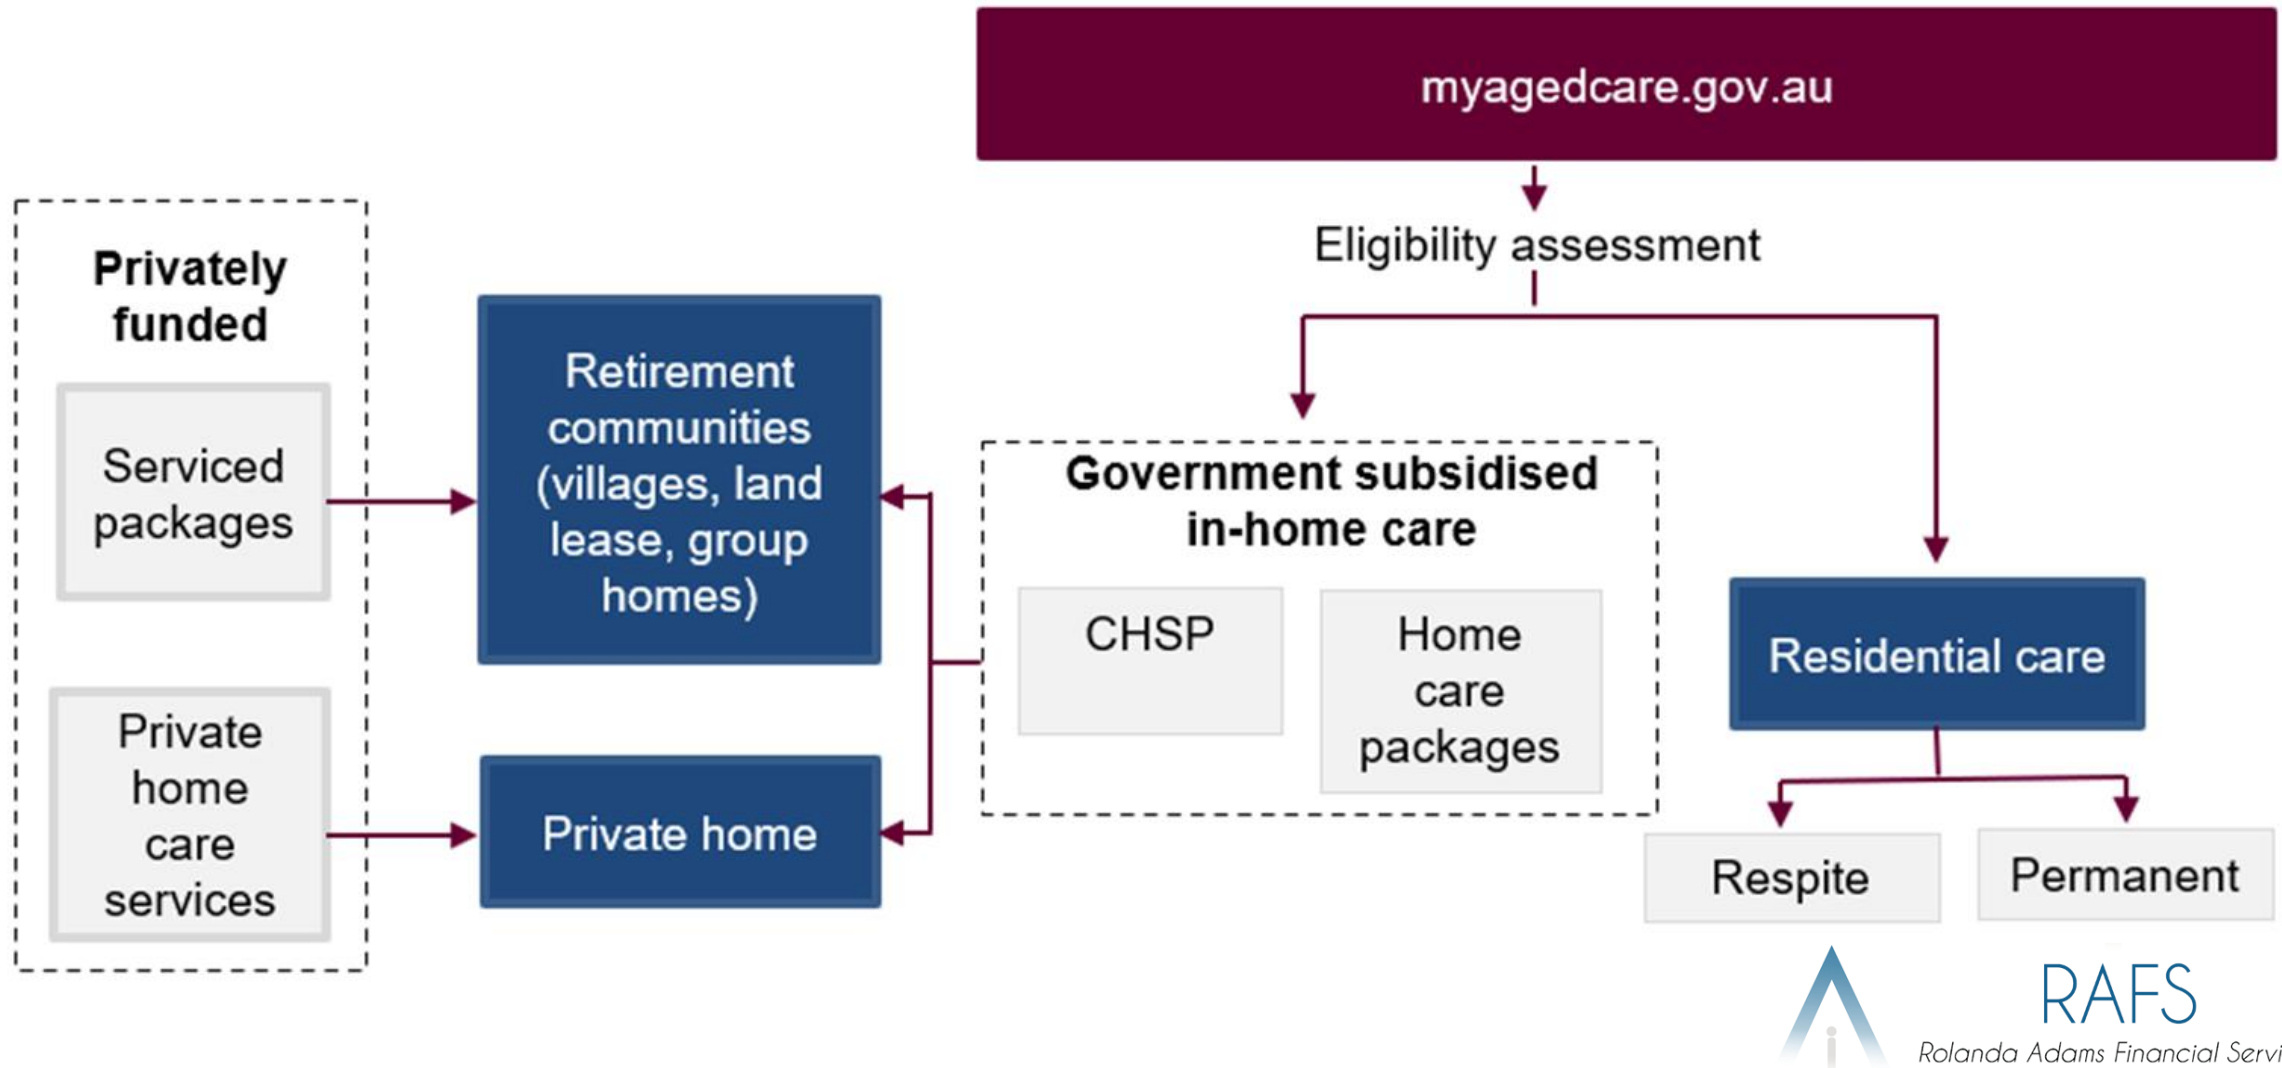 myagedcare.gov.au
Eligibility assessment
Privately
funded
Serviced
packages
Private
home
care
services
Retirement
communities
(villages, land
lease, group
homes)
Private home
Government subsidised
in-home care
CHSP
Home
care
packages
Residential care
Respite
Permanent
RAFS
Rolanda Adams Financial Servi